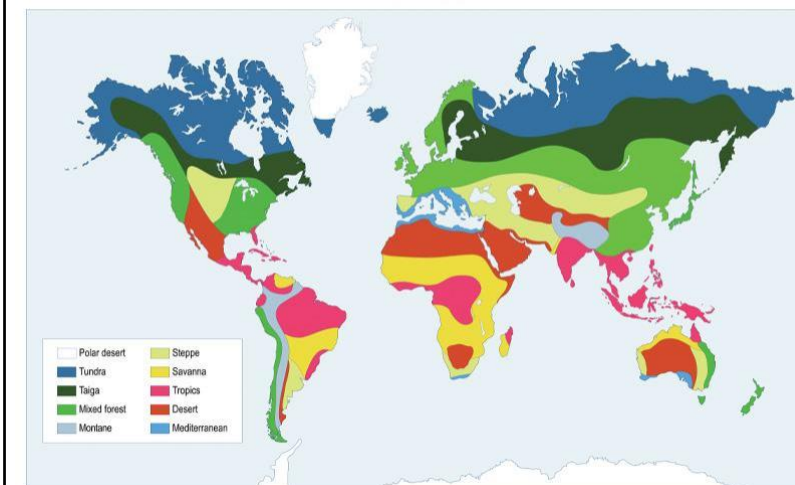 Polar desert
Tundra
Taiga
Mixed forest
Montane
Steppe
Savanna
Tropics
Desert
Mediterranean